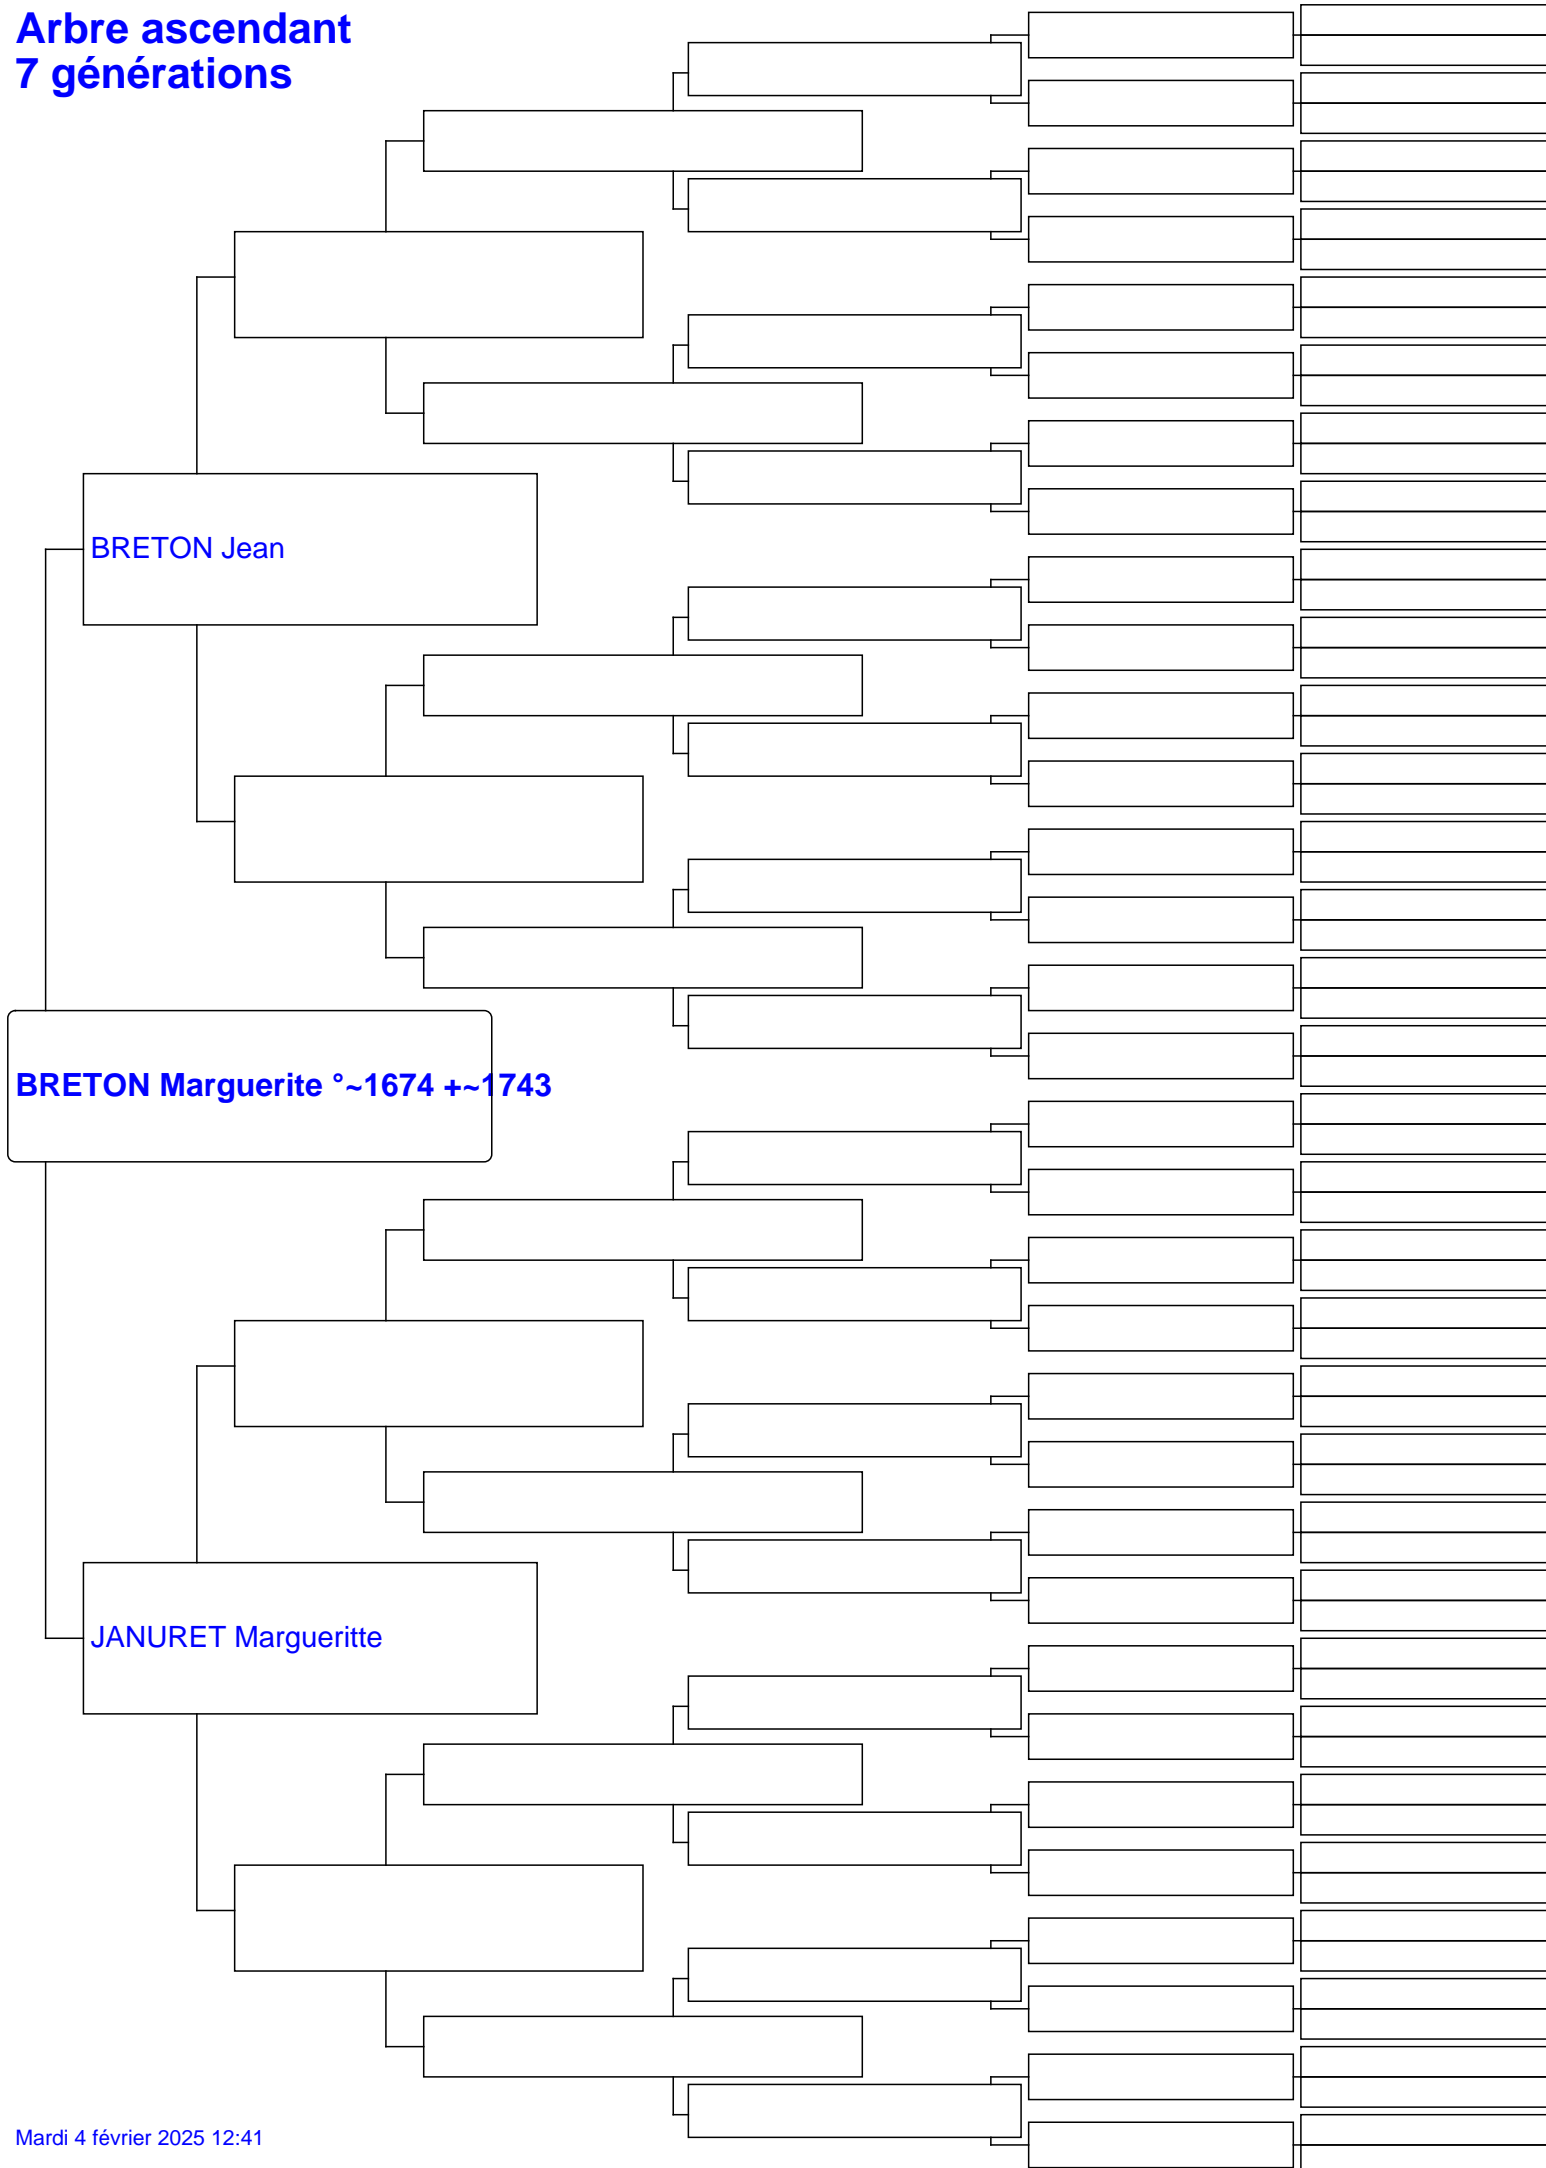 Arbre ascendant
7 générations
BRETON Jean
BRETON Marguerite °~1674 +~1743
JANURET Margueritte
Mardi 4 février 2025 12:41